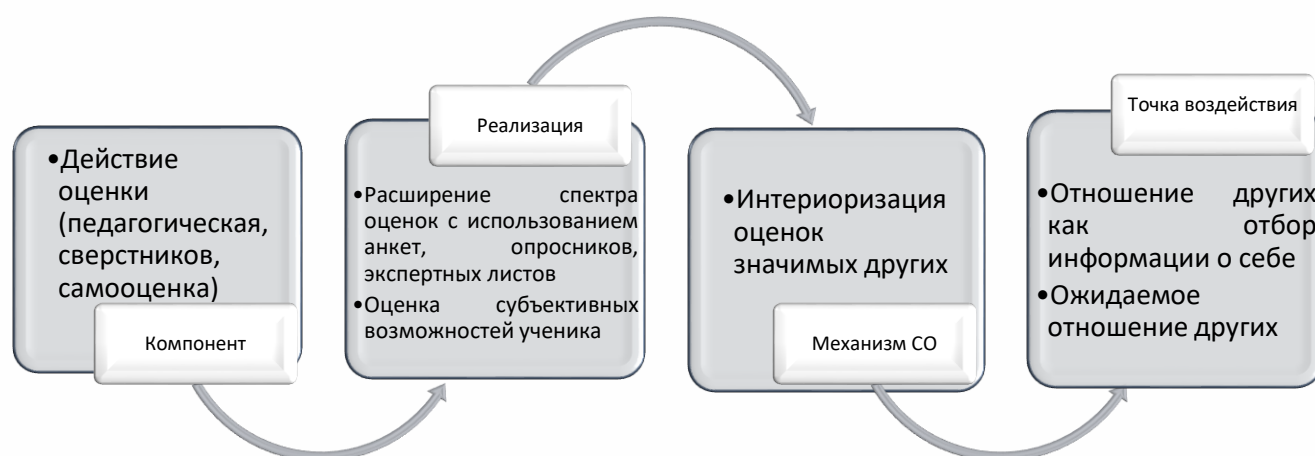 •Действие
оценки
(педагогическая,
сверстников,
самооценка)
Компонент
Реализация
•Расширение спектра
оценок с использованием
анкет, опросников,
экспертных листов
•Оценка субъективных
возможностей ученика
•Интериоризация
оценок
значимых других
Механизм СО
Точка воздействия
•Отношение других
как отбор
информации о себе
•Ожидаемое
отношение других